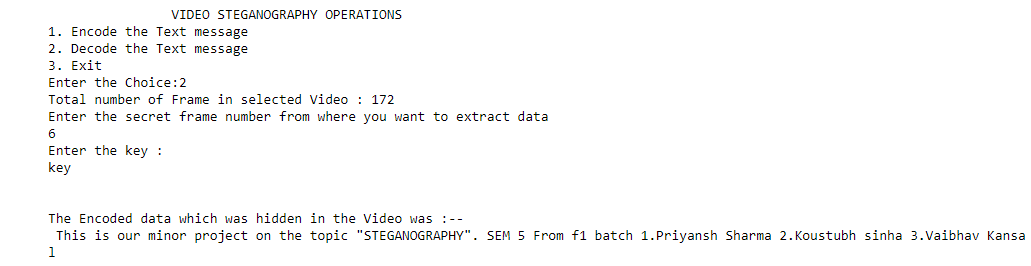 VIDEO STEGANOGRAPHY OPERATIONS
1. Encode the Text message
2. Decode the Text message
3. Exit
Enter the Choice:2
Total number of Frame in selected Video : 172
Enter the secret frame number from where you want to extract data
6
Enter the key :
key
The Encoded data which was hidden in the Video was :--
This is our minor project on the topic "STEGANOGRAPHY". SEM 5 From f1 batch 1.Priyansh Sharma 2.Koustubh sinha 3.Vaibhav Kansa
l